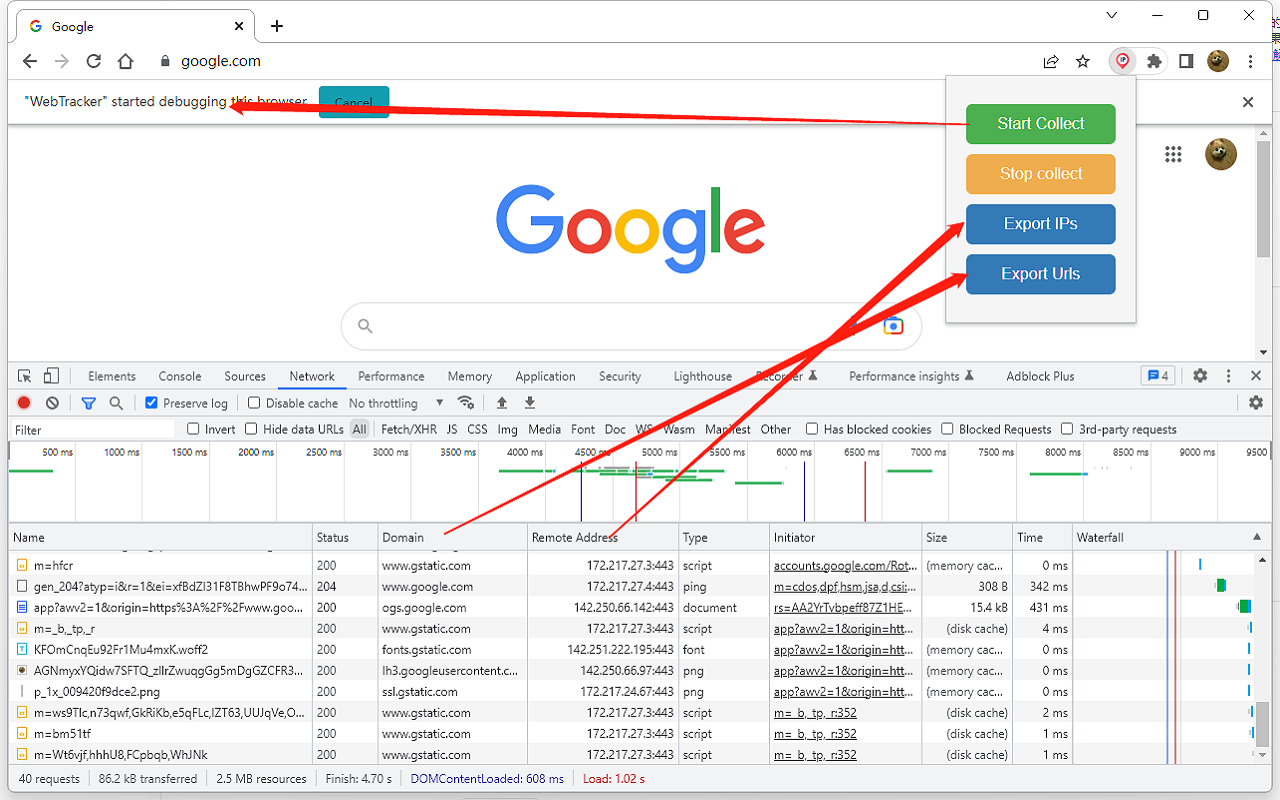 Google
google.com
IP
"WebTracker" started debugging this browser
Cancel
Start Collect
Stop collect
Export IPs
Export Urls
Google
Elements Console Sources Network Performance Memory Application Security Lighthouse Recorder Performance insights Adblock Plus 4
Preserve log Disable cache No throttling
Filter Invert Hide data URLs All Fetch/XHR JS CSS Img Media Font Doc WS Wasm Manifest Other Has blocked cookies Blocked Requests 3rd-party requests
500 ms 1000 ms 1500 ms 2000 ms 2500 ms 3000 ms 3500 ms 4000 ms 4500 ms 5000 ms 5500 ms 6000 ms 6500 ms 7000 ms 7500 ms 8000 ms 8500 ms 9000 ms 9500
Name Status Domain Remote Address Type Initiator Size Time Waterfall
m=hfcr 200 www.gstatic.com 172.217.27.3:443 script accounts.google.com/Rot... (memory cac... 0 ms
gen_204?atyp=i&r=1&ei=xfBdZI31F8TBhwPF9o74... 204 www.google.com 172.217.27.4:443 ping m=cdos,dpf,hsm,jsa,d,csi:... 308 B 342 ms
app?awv2=1&origin=https%3A%2F%2Fwww.goo... 200 ogs.google.com 142.250.66.142:443 document rs=AA2YrTvbpeff87Z1HE... 15.4 kB 431 ms
m=_b,_tp,_r 200 www.gstatic.com 172.217.27.3:443 script app?awv2=1&origin=htt... (disk cache) 4 ms
KFOmCnqEu92Fr1Mu4mxK.woff2 200 fonts.gstatic.com 142.251.222.195:443 font app?awv2=1&origin=htt... (memory cac... 0 ms
AGNmyxYQidw7SFTQ_zllrZwuqgGg5mDgGZCFR3... 200 lh3.googleusercontent.c... 142.250.66.97:443 png app?awv2=1&origin=htt... (memory cac... 0 ms
p_1x_009420f9dce2.png 200 ssl.gstatic.com 172.217.24.67:443 png app?awv2=1&origin=htt... (memory cac... 0 ms
m=ws9Tlc,n73qwf,GkRiKb,e5qFLc,IZT63,UUJqVe,O... 200 www.gstatic.com 172.217.27.3:443 script m=_b,_tp,_r:352 (disk cache) 2 ms
m=bm51tf 200 www.gstatic.com 172.217.27.3:443 script m=_b,_tp,_r:352 (disk cache) 1 ms
m=Wt6vjf,hhhU8,FCpbqb,WhJNk 200 www.gstatic.com 172.217.27.3:443 script m=_b,_tp,_r:352 (disk cache) 1 ms
40 requests 86.2 kB transferred 2.5 MB resources Finish: 4.70 s DOMContentLoaded: 608 ms Load: 1.02 s